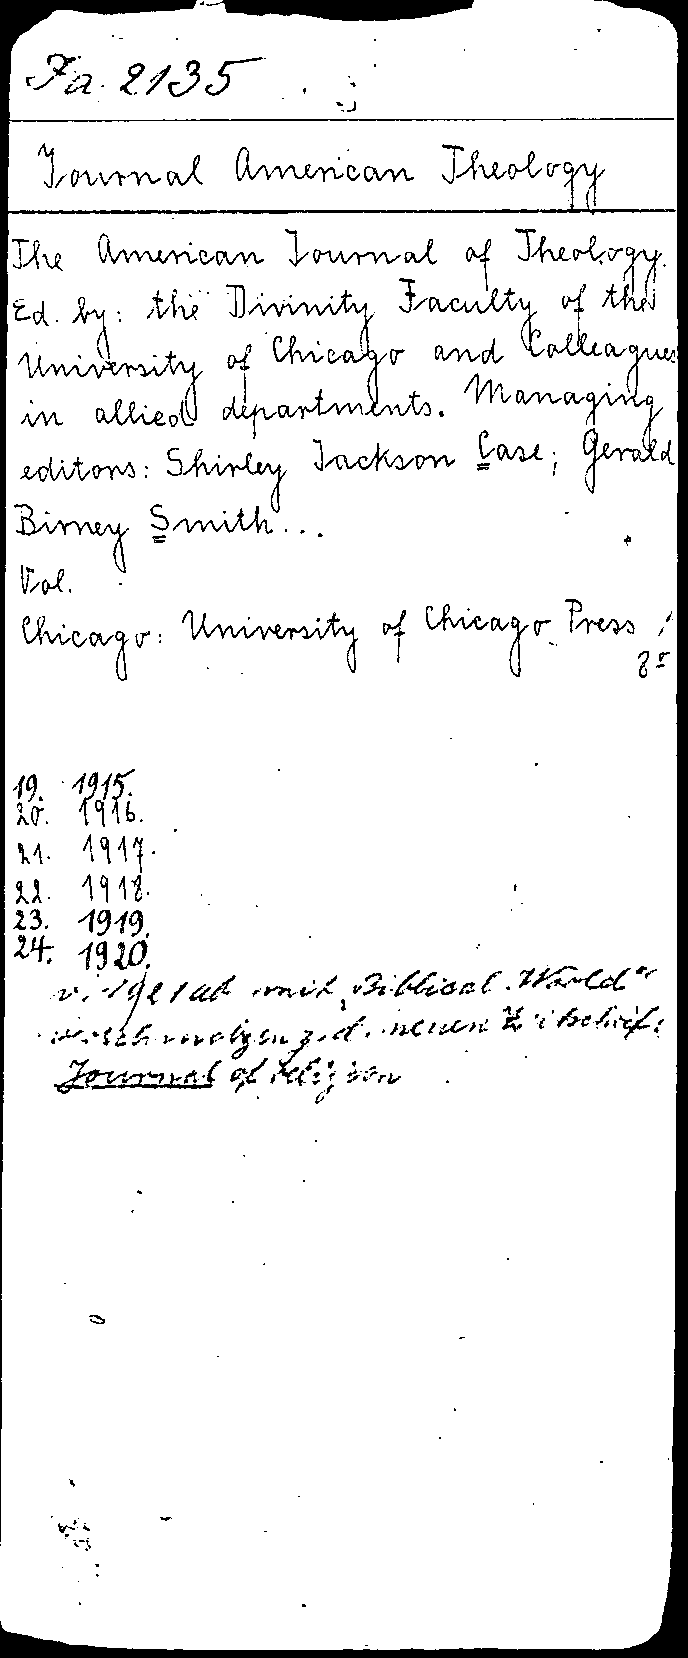 Fa. 2135
Journal American Theology
The American Journal of Theology.
Ed. by: the Divinity Faculty of the
University of Chicago and Colleagues
in allied departments. Managing
editors: Shirley Jackson Case; Gerald
Birney Smith...
Vol.
Chicago: University of Chicago Press
8°
19. 1915.
20. 1916.
21. 1917.
22. 1918.
23. 1919.
24. 1920.
v. 1921 ab mit „Biblical World“
verschmolzen z. d. neuen Zeitschrift:
Journal of religion